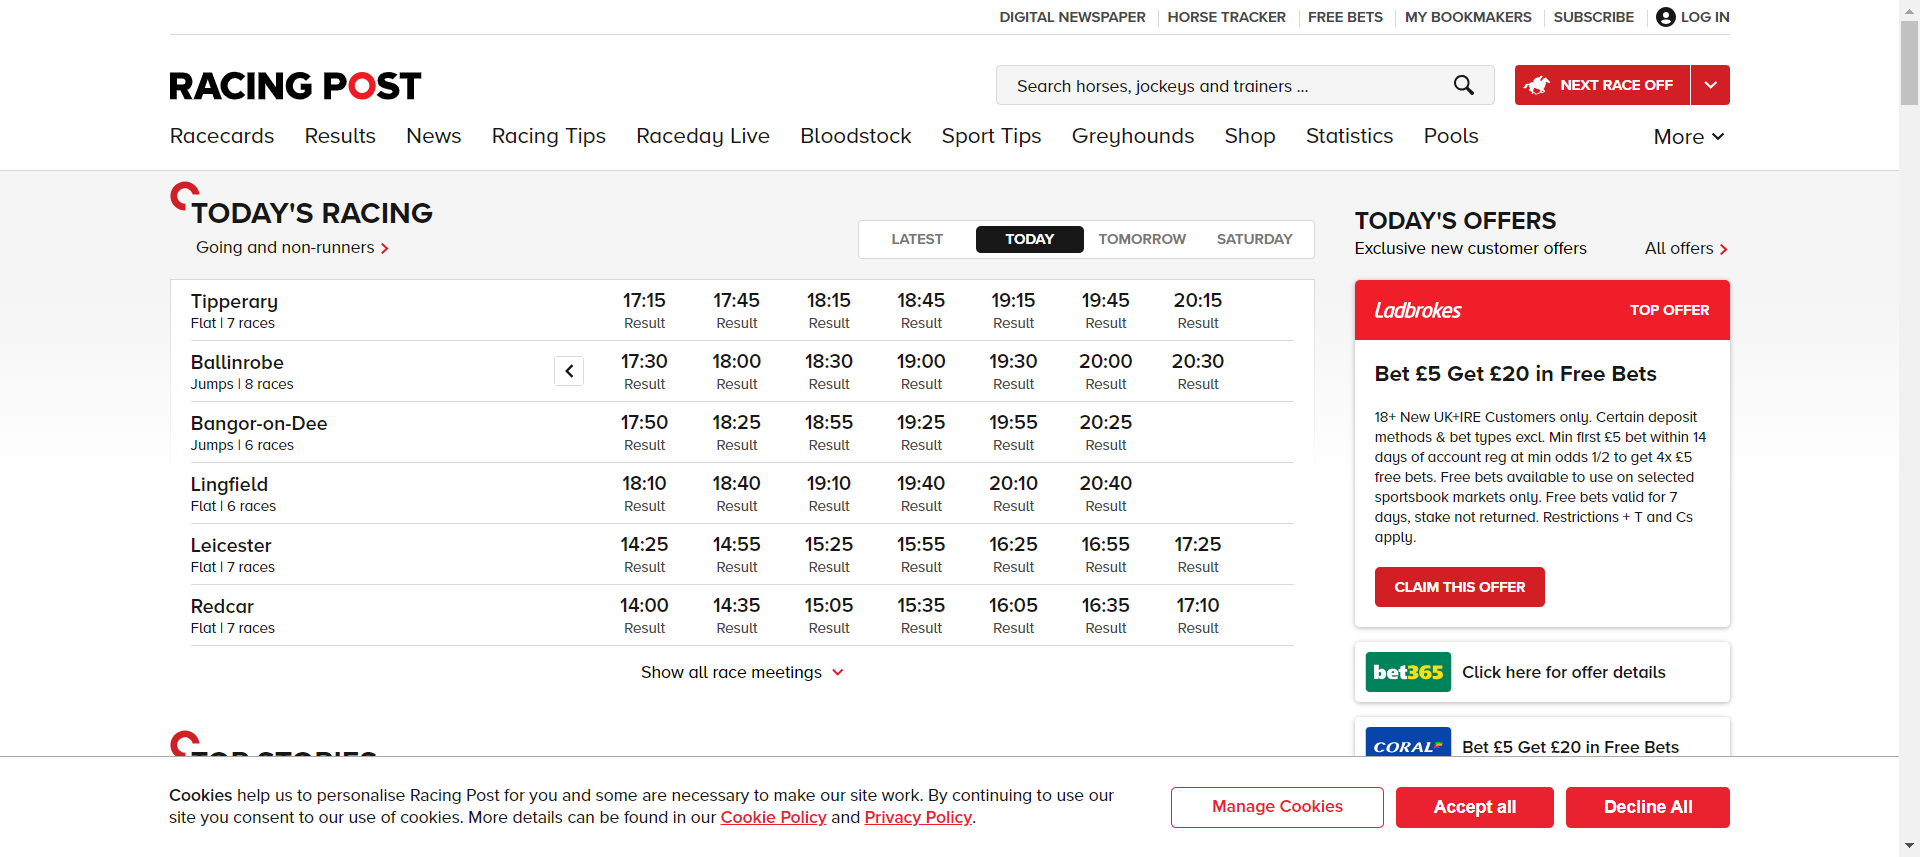 DIGITAL NEWSPAPER HORSE TRACKER FREE BETS MY BOOKMAKERS SUBSCRIBE LOG IN
RACING POST
Search horses, jockeys and trainers ...
NEXT RACE OFF
Racecards Results News Racing Tips Raceday Live Bloodstock Sport Tips Greyhounds Shop Statistics Pools More
TODAY'S RACING
Going and non-runners
LATEST TODAY TOMORROW SATURDAY
Tipperary 17:15 17:45 18:15 18:45 19:15 19:45 20:15
Flat | 7 races Result Result Result Result Result Result Result
Ballinrobe 17:30 18:00 18:30 19:00 19:30 20:00 20:30
Jumps | 8 races Result Result Result Result Result Result Result
Bangor-on-Dee 17:50 18:25 18:55 19:25 19:55 20:25
Jumps | 6 races Result Result Result Result Result Result
Lingfield 18:10 18:40 19:10 19:40 20:10 20:40
Flat | 6 races Result Result Result Result Result Result
Leicester 14:25 14:55 15:25 15:55 16:25 16:55 17:25
Flat | 7 races Result Result Result Result Result Result Result
Redcar 14:00 14:35 15:05 15:35 16:05 16:35 17:10
Flat | 7 races Result Result Result Result Result Result Result
Show all race meetings
TOP STORIES
TODAY'S OFFERS
Exclusive new customer offers All offers
Ladbrokes TOP OFFER
Bet £5 Get £20 in Free Bets
18+ New UK+IRE Customers only. Certain deposit
methods & bet types excl. Min first £5 bet within 14
days of account reg at min odds 1/2 to get 4x £5
free bets. Free bets available to use on selected
sportsbook markets only. Free bets valid for 7
days, stake not returned. Restrictions + T and Cs
apply.
CLAIM THIS OFFER
bet365 Click here for offer details
CORAL Bet £5 Get £20 in Free Bets
Cookies help us to personalise Racing Post for you and some are necessary to make our site work. By continuing to use our
site you consent to our use of cookies. More details can be found in our Cookie Policy and Privacy Policy.
Manage Cookies Accept all Decline All